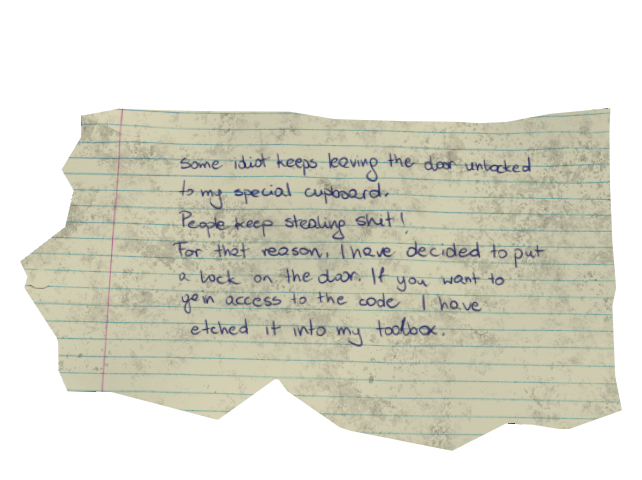 some idiot keeps leaving the door unlocked
to my special cupboard.
People keep stealing shit!
For that reason, I have decided to put
a lock on the door. If you want to
gain access to the code I have
etched it into my toolbox.